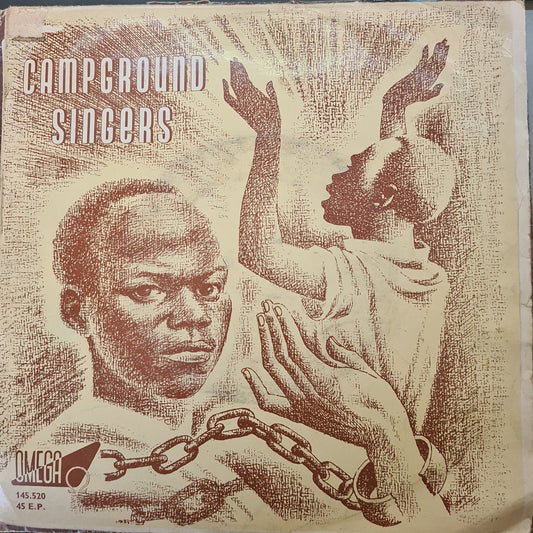 CAMPGROUND
SINGERS
OMEGA
145.520
45 E.P.